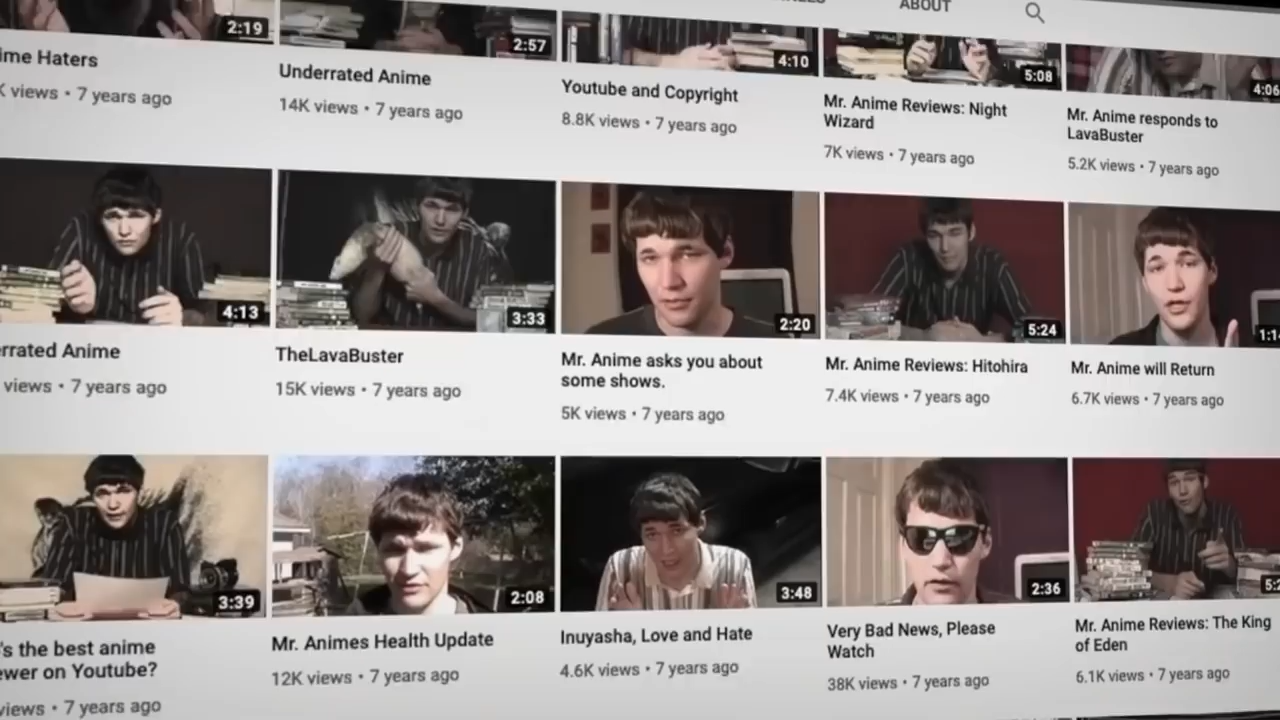 ABOUT
2:19
2:57
4:10
5:08
4:06
ime Haters
K views • 7 years ago
Underrated Anime
14K views • 7 years ago
Youtube and Copyright
8.8K views • 7 years ago
Mr. Anime Reviews: Night
Wizard
7K views • 7 years ago
Mr. Anime responds to
LavaBuster
5.2K views • 7 years ago
4:13
3:33
2:20
5:24
1:1
rrated Anime
views • 7 years ago
TheLavaBuster
15K views • 7 years ago
Mr. Anime asks you about
some shows.
5K views • 7 years ago
Mr. Anime Reviews: Hitohira
7.4K views • 7 years ago
Mr. Anime will Return
6.7K views • 7 years ago
3:39
2:08
3:48
2:36
5:2
's the best anime
ewer on Youtube?
views • 7 years ago
Mr. Animes Health Update
12K views • 7 years ago
Inuyasha, Love and Hate
4.6K views • 7 years ago
Very Bad News, Please
Watch
38K views • 7 years ago
Mr. Anime Reviews: The King
of Eden
6.1K views • 7 years ago